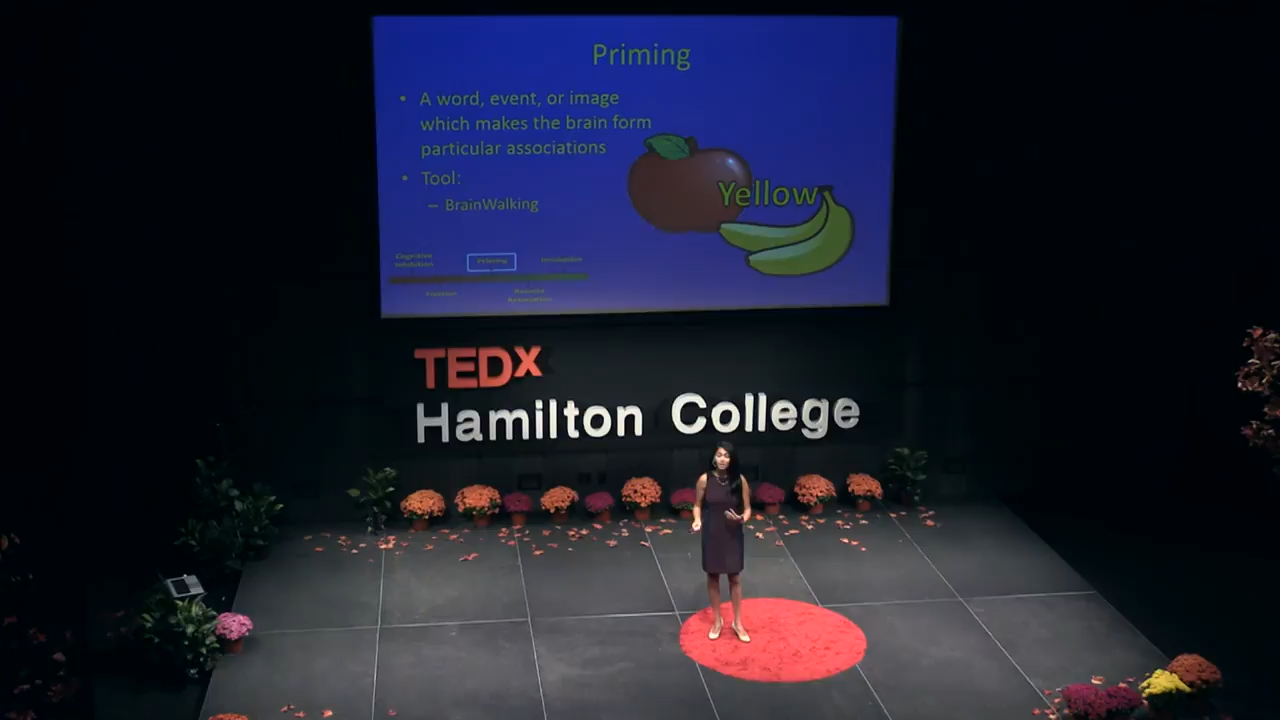 Priming
• A word, event, or image
which makes the brain form
particular associations
• Tool:
– BrainWalking
Yellow
Cognitive
Priming
TEDx
Hamilton College